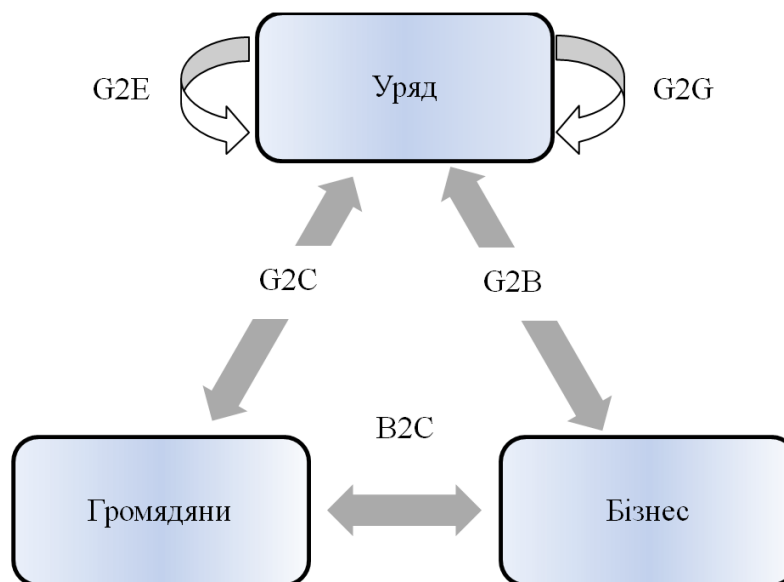 Уряд
G2E
G2G
G2C
G2B
B2C
Громядяни
Бізнес